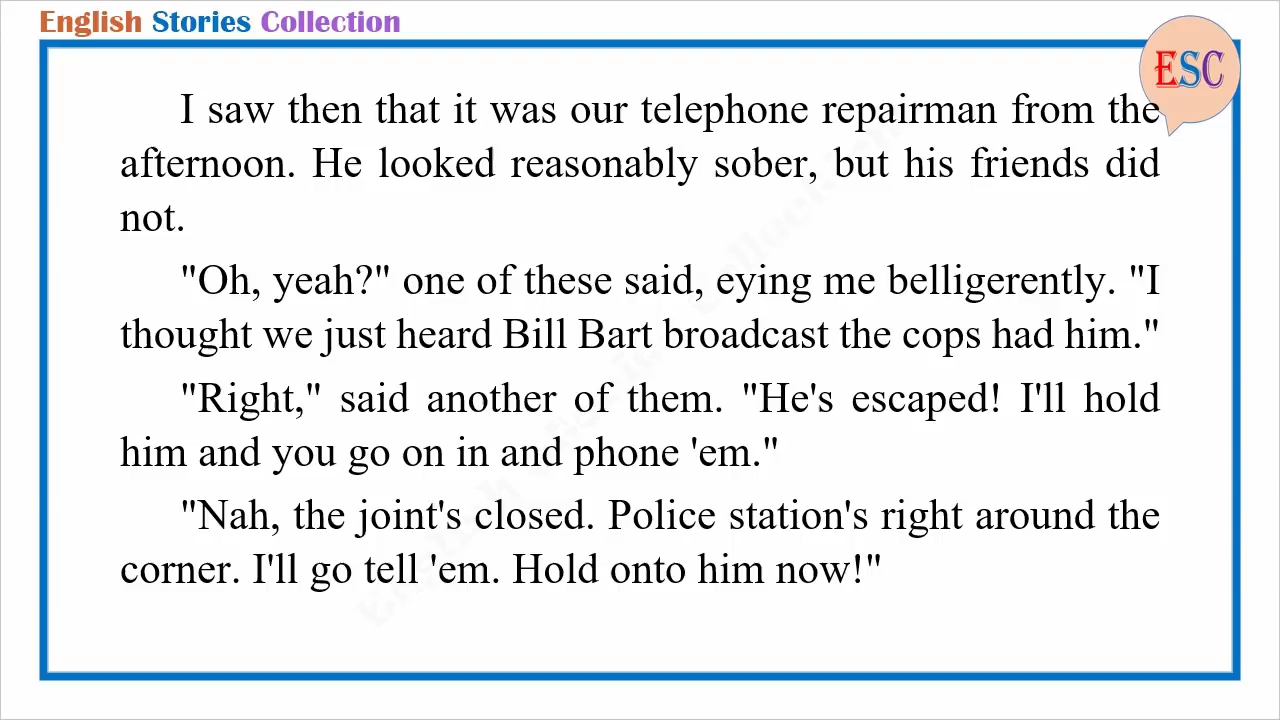 English Stories Collection
ESC
I saw then that it was our telephone repairman from the
afternoon. He looked reasonably sober, but his friends did
not.
"Oh, yeah?" one of these said, eying me belligerently. "I
thought we just heard Bill Bart broadcast the cops had him."
"Right," said another of them. "He's escaped! I'll hold
him and you go on in and phone 'em."
"Nah, the joint's closed. Police station's right around the
corner. I'll go tell 'em. Hold onto him now!"